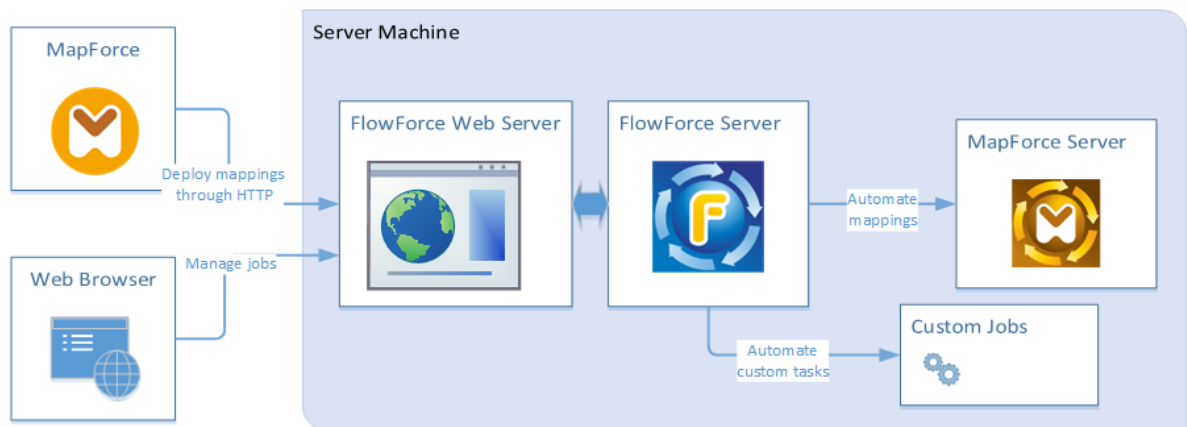 Server Machine
MapForce
Deploy mappings
through HTTP
Web Browser
Manage jobs
FlowForce Web Server
FlowForce Server
F
Automate
mappings
MapForce Server
Automate
custom tasks
Custom Jobs